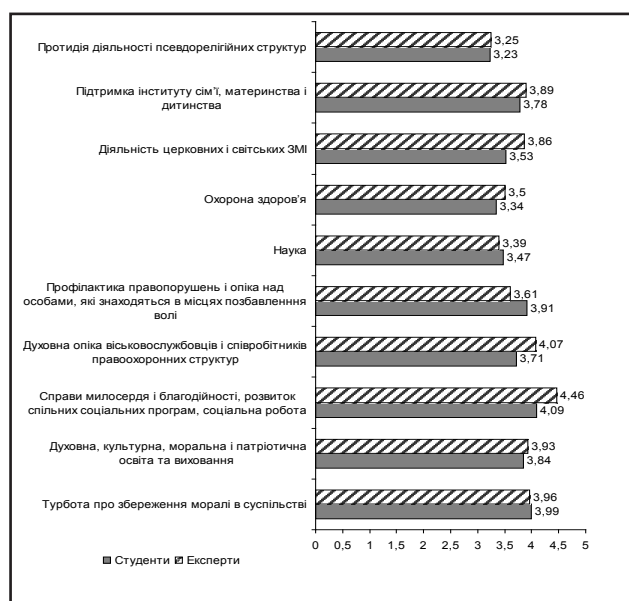 Протидія діяльності псевдорелігійних структур
3,25
3,23
Підтримка інституту сім’ї, материнства і
дитинства
3,89
3,78
Діяльність церковних і світських ЗМІ
3,86
3,53
Охорона здоров’я
3,5
3,34
Наука
3,39
3,47
Профілактика правопорушень і опіка над
особами, які знаходяться в місцях позбавленння
волі
3,61
3,91
Духовна опіка віськовослужбовців і співробітників
правоохоронних структур
4,07
3,71
Справи милосердя і благодійності, розвиток
спільних соціальних програм, соціальна робота
4,46
4,09
Духовна, культурна, моральна і патріотична
освіта та виховання
3,93
3,84
Турбота про збереження моралі в суспільстві
3,96
3,99
0 0,5 1 1,5 2 2,5 3 3,5 4 4,5 5
Студенти Експерти